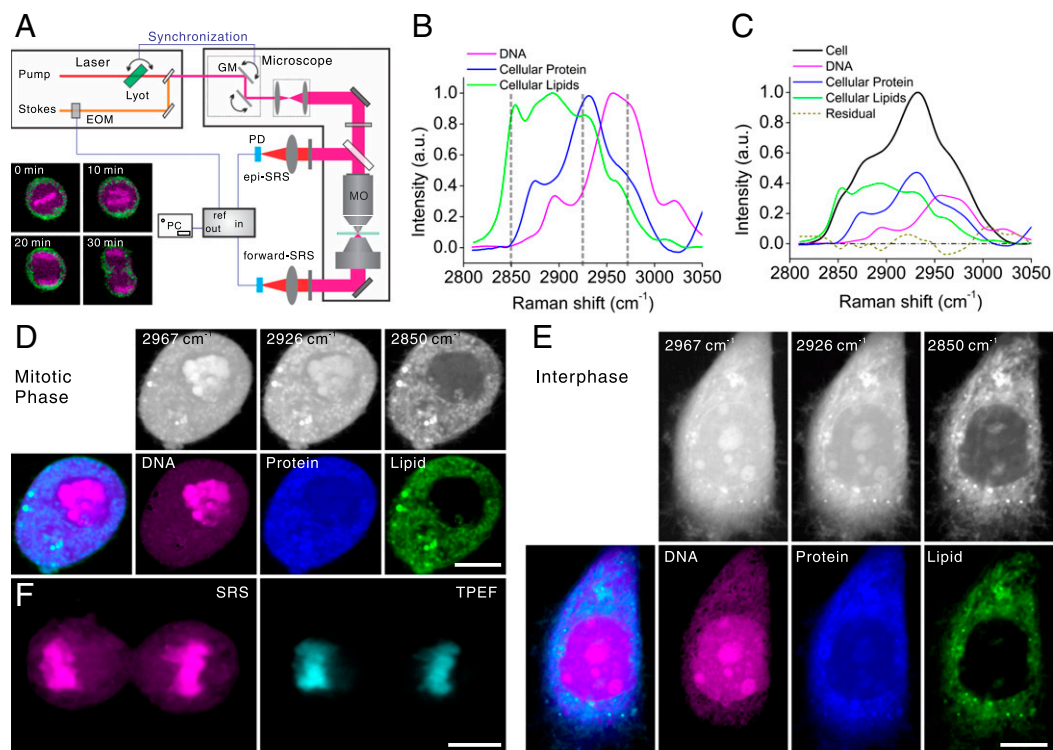 A
Synchronization
Laser
Microscope
GM
Pump
Lyot
Stokes
EOM
PD
epi-SRS
MO
0 min
10 min
20 min
30 min
PC
ref
out
in
forward-SRS
B
DNA
Cellular Protein
Cellular Lipids
Intensity (a.u.)
1.0
0.8
0.6
0.4
0.2
0.0
2800
2850
2900
2950
3000
3050
Raman shift (cm⁻¹)
C
Cell
DNA
Cellular Protein
Cellular Lipids
Residual
Intensity (a.u.)
1.0
0.8
0.6
0.4
0.2
0.0
2800
2850
2900
2950
3000
3050
Raman shift (cm⁻¹)
D
Mitotic
Phase
2967 cm⁻¹
2926 cm⁻¹
2850 cm⁻¹
DNA
Protein
Lipid
E
Interphase
2967 cm⁻¹
2926 cm⁻¹
2850 cm⁻¹
DNA
Protein
Lipid
F
SRS
TPEF